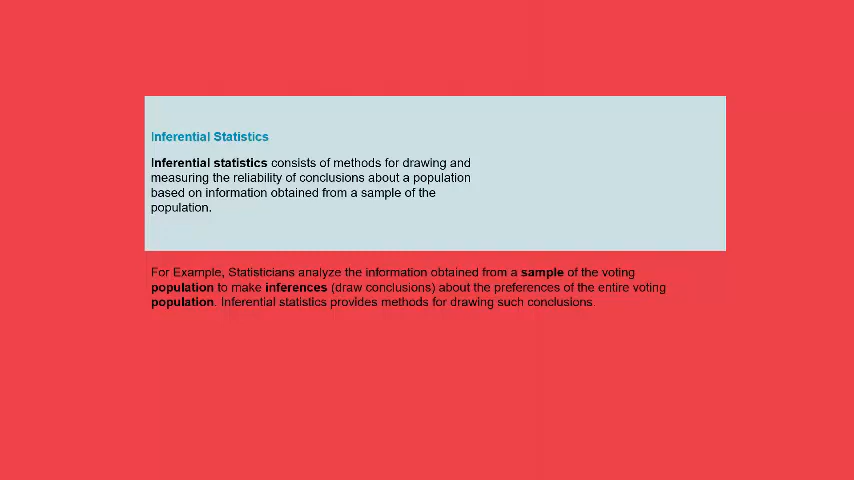 Inferential Statistics
Inferential statistics consists of methods for drawing and
measuring the reliability of conclusions about a population
based on information obtained from a sample of the
population.
For Example, Statisticians analyze the information obtained from a sample of the voting
population to make inferences (draw conclusions) about the preferences of the entire voting
population. Inferential statistics provides methods for drawing such conclusions.